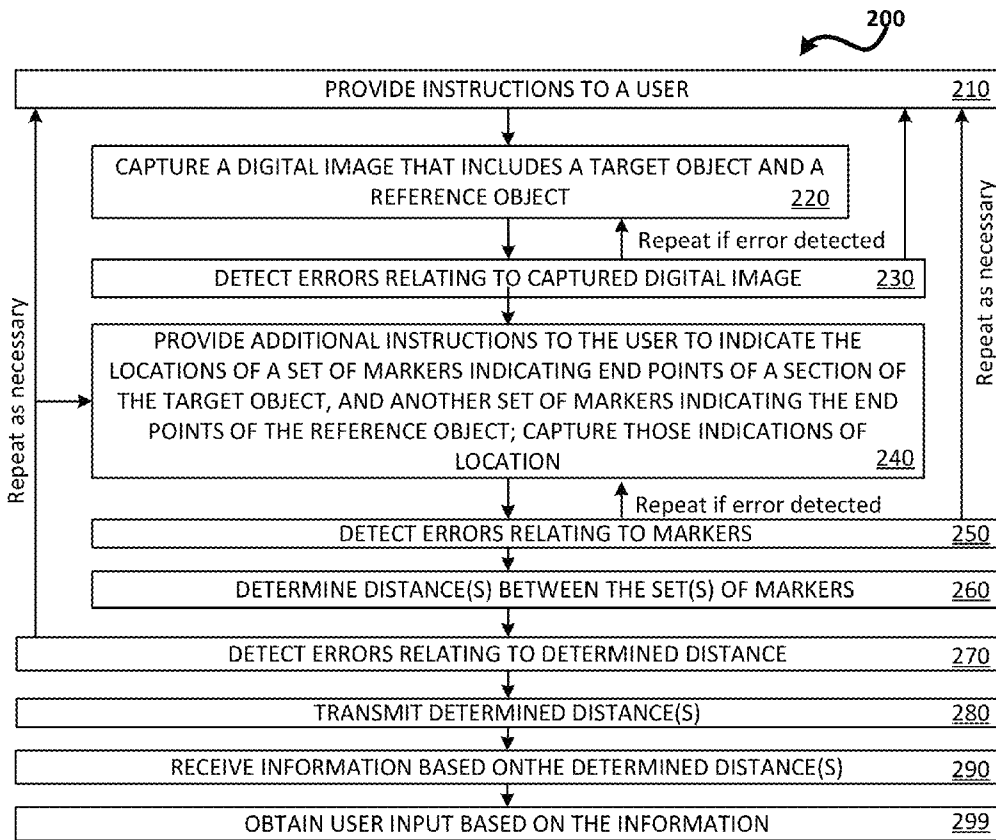 200
PROVIDE INSTRUCTIONS TO A USER 210
CAPTURE A DIGITAL IMAGE THAT INCLUDES A TARGET OBJECT AND A
REFERENCE OBJECT 220
Repeat if error detected
DETECT ERRORS RELATING TO CAPTURED DIGITAL IMAGE 230
PROVIDE ADDITIONAL INSTRUCTIONS TO THE USER TO INDICATE THE
LOCATIONS OF A SET OF MARKERS INDICATING END POINTS OF A SECTION OF
THE TARGET OBJECT, AND ANOTHER SET OF MARKERS INDICATING THE END
POINTS OF THE REFERENCE OBJECT; CAPTURE THOSE INDICATIONS OF
LOCATION 240
Repeat if error detected
DETECT ERRORS RELATING TO MARKERS 250
DETERMINE DISTANCE(S) BETWEEN THE SET(S) OF MARKERS 260
DETECT ERRORS RELATING TO DETERMINED DISTANCE 270
TRANSMIT DETERMINED DISTANCE(S) 280
RECEIVE INFORMATION BASED ONTHE DETERMINED DISTANCE(S) 290
OBTAIN USER INPUT BASED ON THE INFORMATION 299
Repeat as necessary
Repeat as necessary